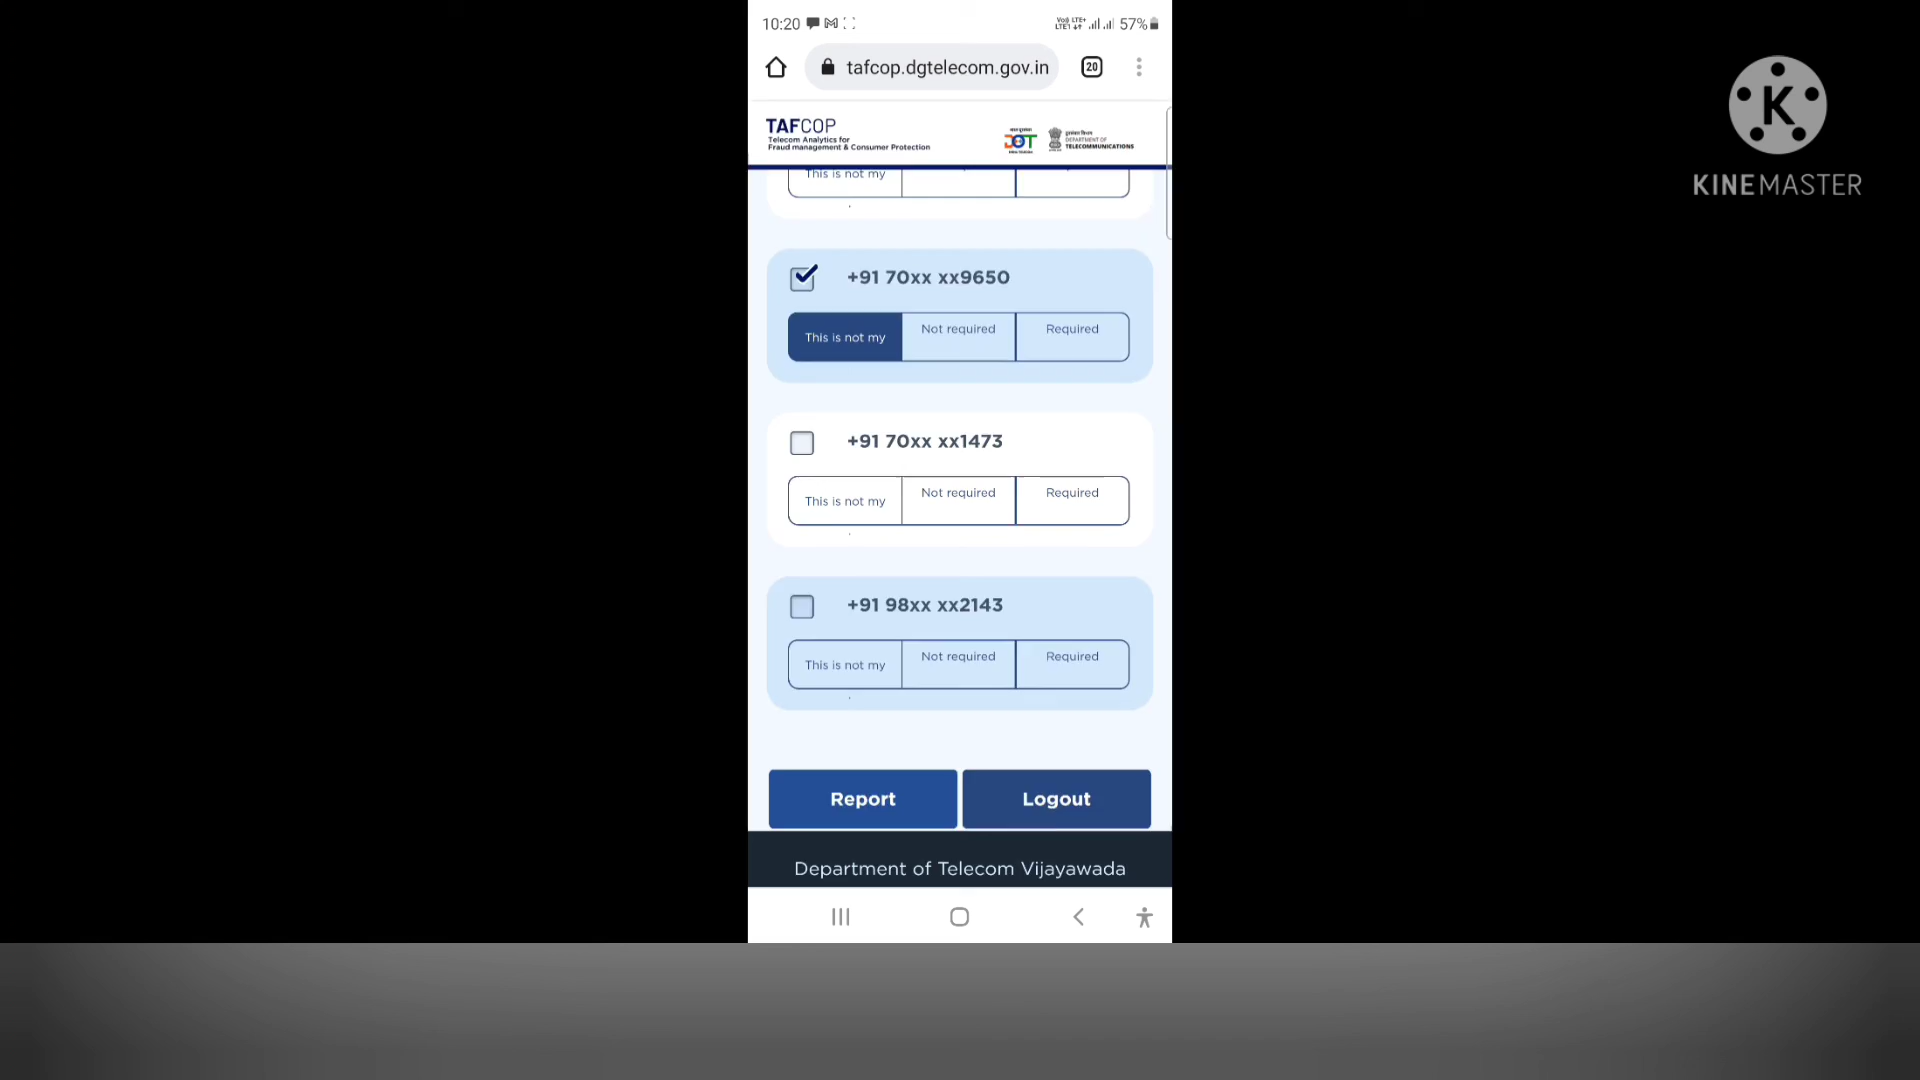 10:20
57%
tafcop.dgtelecom.gov.in
20
TAFCOP
Telecom Analytics for
Fraud management & Consumer Protection
DEPARTMENT OF
TELECOMMUNICATIONS
This is not my
+91 70xx xx9650
This is not my
Not required
Required
+91 70xx xx1473
This is not my
Not required
Required
+91 98xx xx2143
This is not my
Not required
Required
Report
Logout
Department of Telecom Vijayawada
K
KINEMASTER